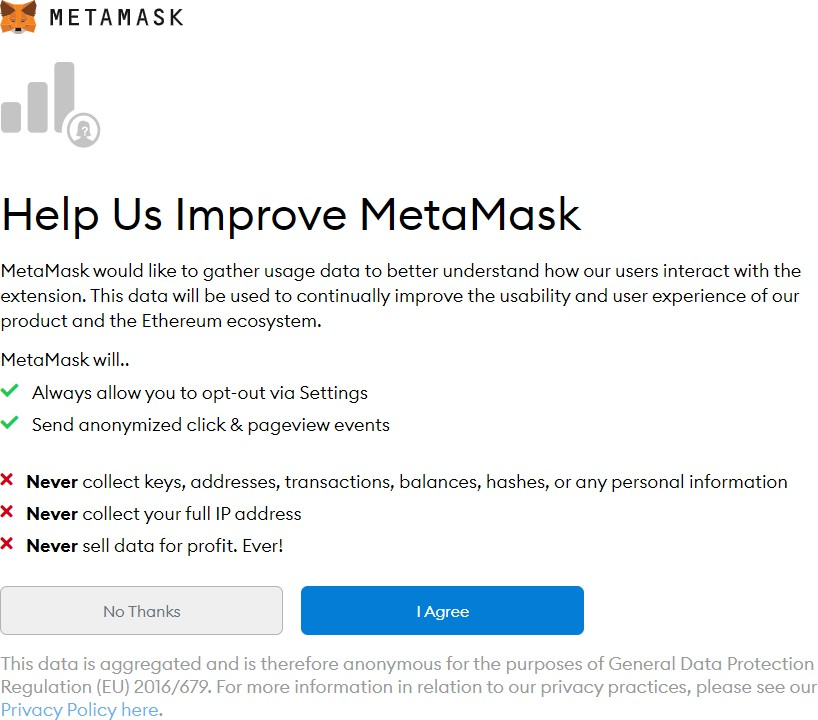 METAMASK
Help Us Improve MetaMask
MetaMask would like to gather usage data to better understand how our users interact with the
extension. This data will be used to continually improve the usability and user experience of our
product and the Ethereum ecosystem.
MetaMask will..
Always allow you to opt-out via Settings
Send anonymized click & pageview events
Never collect keys, addresses, transactions, balances, hashes, or any personal information
Never collect your full IP address
Never sell data for profit. Ever!
No Thanks
I Agree
This data is aggregated and is therefore anonymous for the purposes of General Data Protection
Regulation (EU) 2016/679. For more information in relation to our privacy practices, please see our
Privacy Policy here.